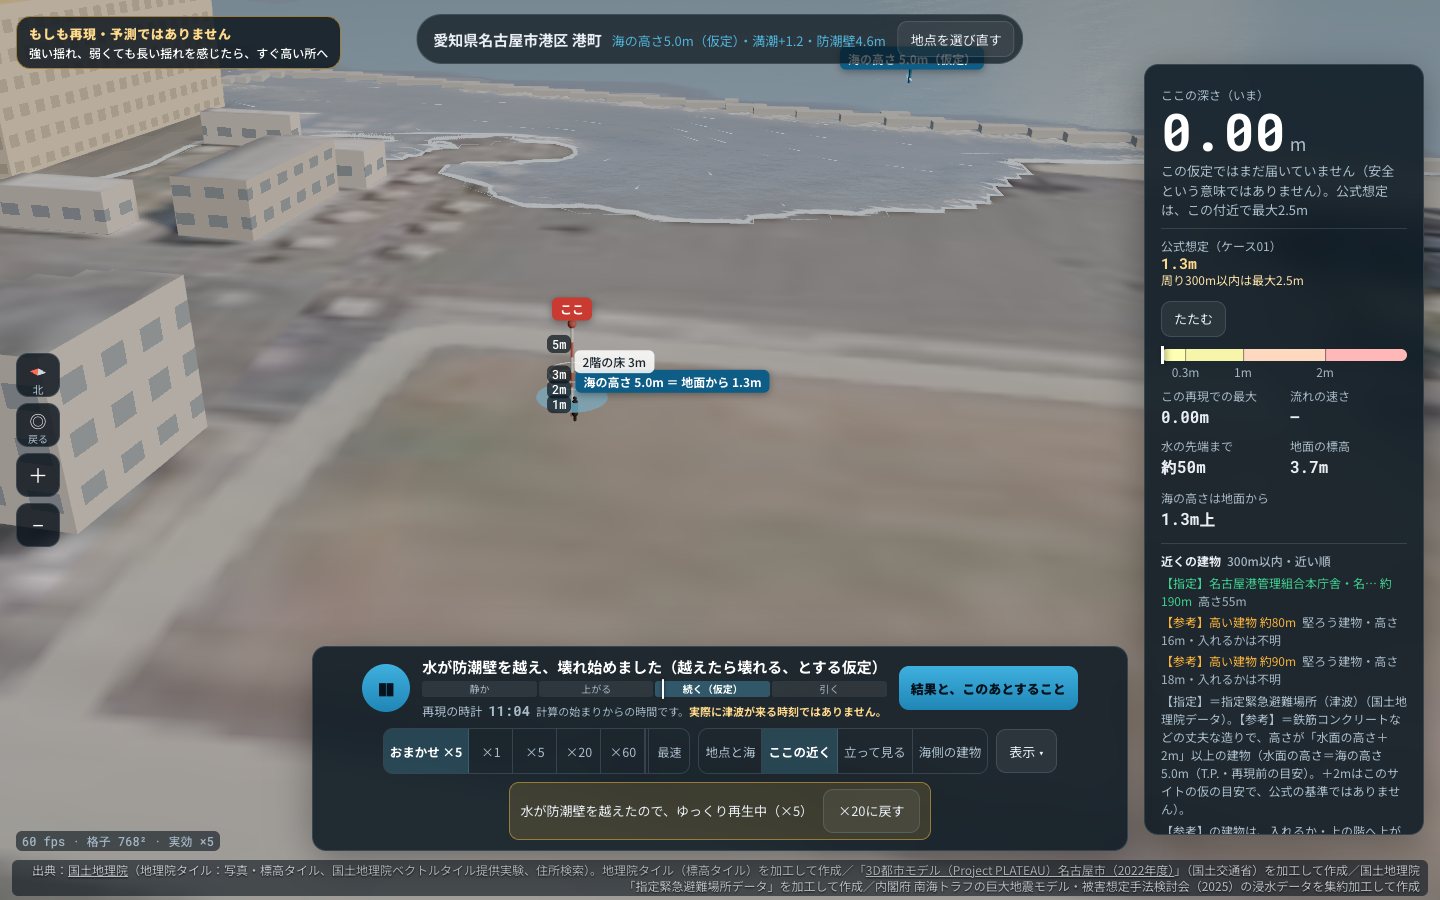 もしも再現・予測ではありません
強い揺れ、弱くても長い揺れを感じたら、すぐ高い所へ
愛知県名古屋市港区 港町 海の高さ5.0m（仮定）・満潮+1.2・防潮壁4.6m 地点を選び直す
海の高さ 5.0m（仮定）
ここの深さ（いま）
0.00 m
この仮定ではまだ届いていません（安全
という意味ではありません）。公式想定
は、この付近で最大2.5m
公式想定（ケース01）
1.3m
周り300m以内は最大2.5m
たたむ
0.3m 1m 2m
この再現での最大 流れの速さ
0.00m –
水の先端まで 地面の標高
約50m 3.7m
海の高さは地面から
1.3m上
近くの建物 300m以内・近い順
【指定】名古屋港管理組合本庁舎・名… 約
190m 高さ55m
【参考】高い建物 約80m 堅ろう建物・高さ
16m・入れるかは不明
【参考】高い建物 約90m 堅ろう建物・高さ
18m・入れるかは不明
【指定】＝指定緊急避難場所（津波）（国土地
理院データ）。【参考】＝鉄筋コンクリートな
どの丈夫な造りで、高さが「水面の高さ＋
2m」以上の建物（水面の高さ＝海の高さ
5.0m（T.P.・再現前の目安）。＋2mはこのサ
イトの仮の目安で、公式の基準ではありませ
ん）。
【参考】の建物は、入れるか・上の階へ上が
ここ
5m
2階の床 3m
3m
海の高さ 5.0m ＝ 地面から 1.3m
2m
1m
北
戻る
＋
−
水が防潮壁を越え、壊れ始めました（越えたら壊れる、とする仮定）
静か 上がる 続く（仮定） 引く
結果と、このあとすること
再現の時計 11:04 計算の始まりからの時間です。実際に津波が来る時刻ではありません。
おまかせ ×5 ×1 ×5 ×20 ×60 最速 地点と海 ここの近く 立って見る 海側の建物 表示 ▾
水が防潮壁を越えたので、ゆっくり再生中（×5） ×20に戻す
60 fps · 格子 768² · 実効 ×5
出典：国土地理院（地理院タイル：写真・標高タイル、国土地理院ベクトルタイル提供実験、住所検索）。地理院タイル（標高タイル）を加工して作成／「3D都市モデル（Project PLATEAU）名古屋市（2022年度）」（国土交通省）を加工して作成／国土地理院
「指定緊急避難場所データ」を加工して作成／内閣府 南海トラフの巨大地震モデル・被害想定手法検討会（2025）の浸水データを集約加工して作成